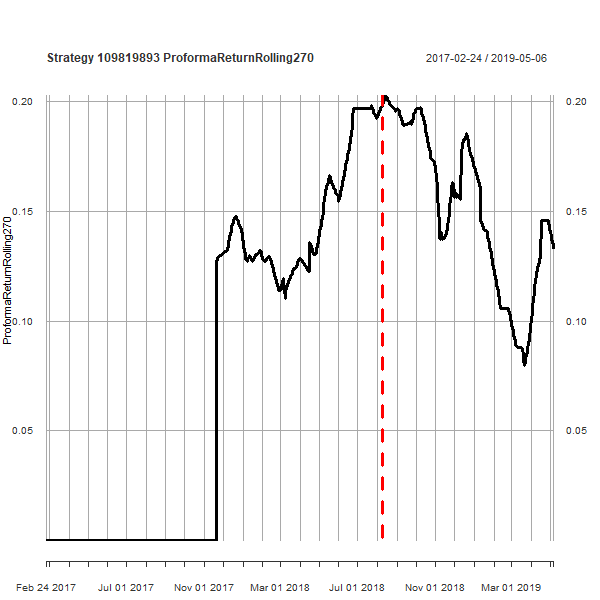 Strategy 109819893 ProformaReturnRolling270
2017-02-24 / 2019-05-06
0.20
0.20
0.15
0.15
0.10
0.10
0.05
0.05
ProformaReturnRolling270
Feb 24 2017
Jul 01 2017
Nov 01 2017
Mar 01 2018
Jul 01 2018
Nov 01 2018
Mar 01 2019